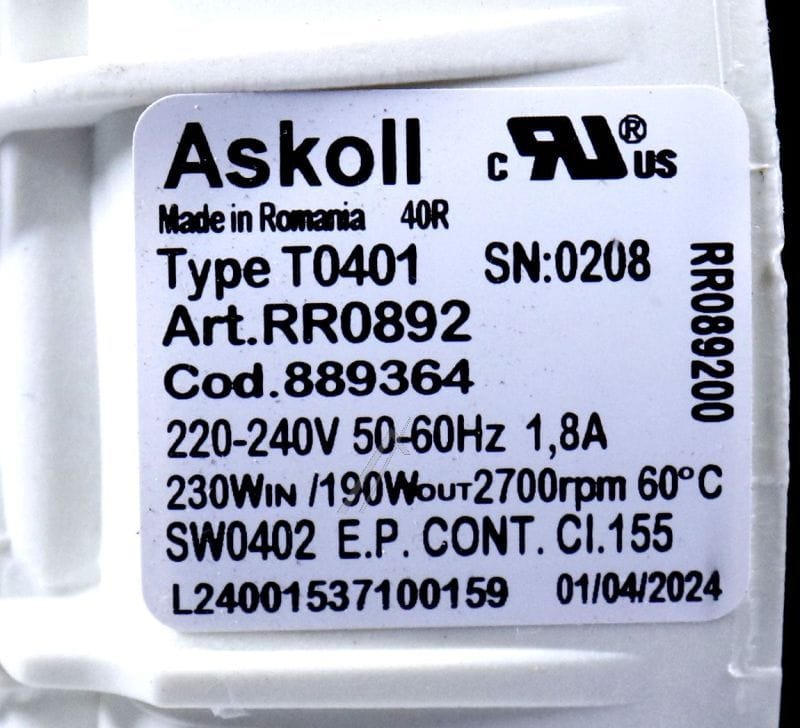 Askoll c RU® US
Made in Romania 40R
Type T0401 SN:0208
Art.RR0892
Cod.889364
220-240V 50-60Hz 1,8A
230WIN /190WOUT 2700rpm 60°C
SW0402 E.P. CONT. Cl.155
L24001537100159 01/04/2024
RR089200